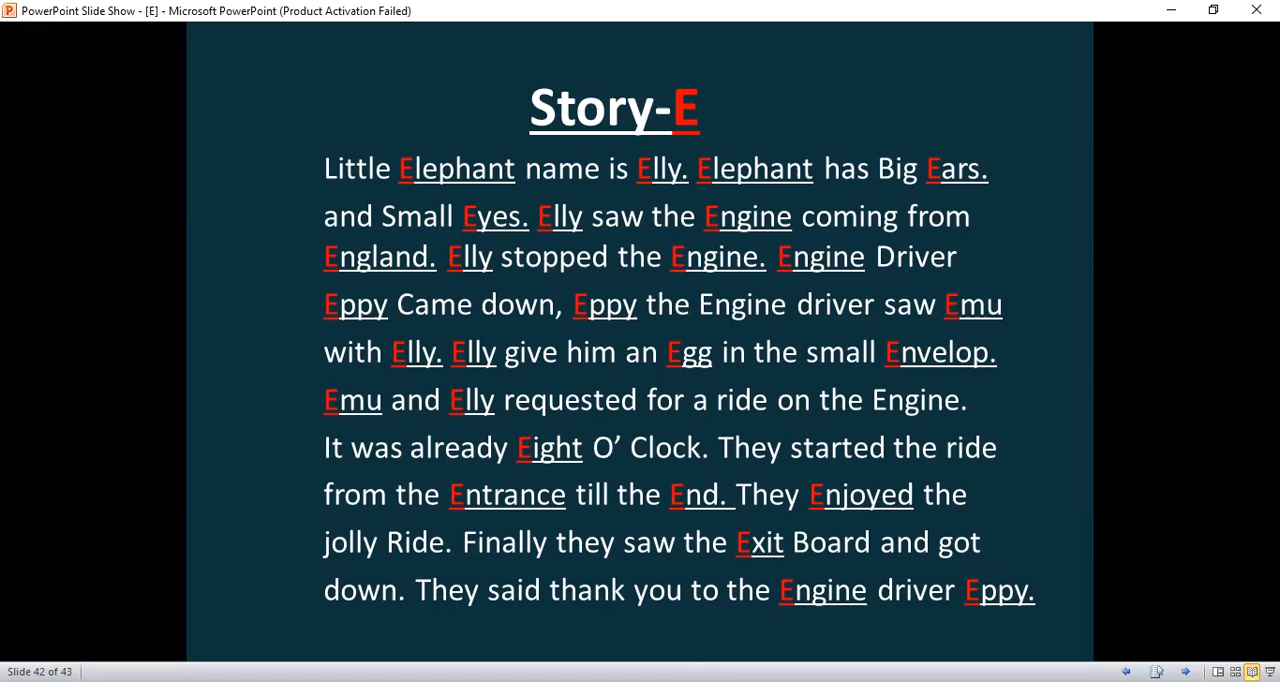 PowerPoint Slide Show - [E] - Microsoft PowerPoint (Product Activation Failed)
Story-E
Little Elephant name is Elly. Elephant has Big Ears.
and Small Eyes. Elly saw the Engine coming from
England. Elly stopped the Engine. Engine Driver
Eppy Came down, Eppy the Engine driver saw Emu
with Elly. Elly give him an Egg in the small Envelop.
Emu and Elly requested for a ride on the Engine.
It was already Eight O’ Clock. They started the ride
from the Entrance till the End. They Enjoyed the
jolly Ride. Finally they saw the Exit Board and got
down. They said thank you to the Engine driver Eppy.
Slide 42 of 43